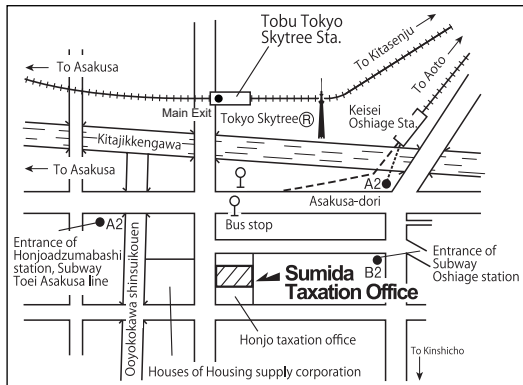 Tobu Tokyo
Skytree Sta.
To Asakusa
To Kitasenju
To Aoto
Main Exit
Tokyo Skytree®
Keisei
Oshiage Sta.
Kitajikkengawa
To Asakusa
A2
Asakusa-dori
A2
Bus stop
Entrance of
Honjoadzumabashi
station, Subway
Toei Asakusa line
Ooyokokawa shinsuikouen
B2
Entrance of
Subway
Oshiage station
Sumida
Taxation Office
Honjo taxation office
Houses of Housing supply corporation
To Kinshicho